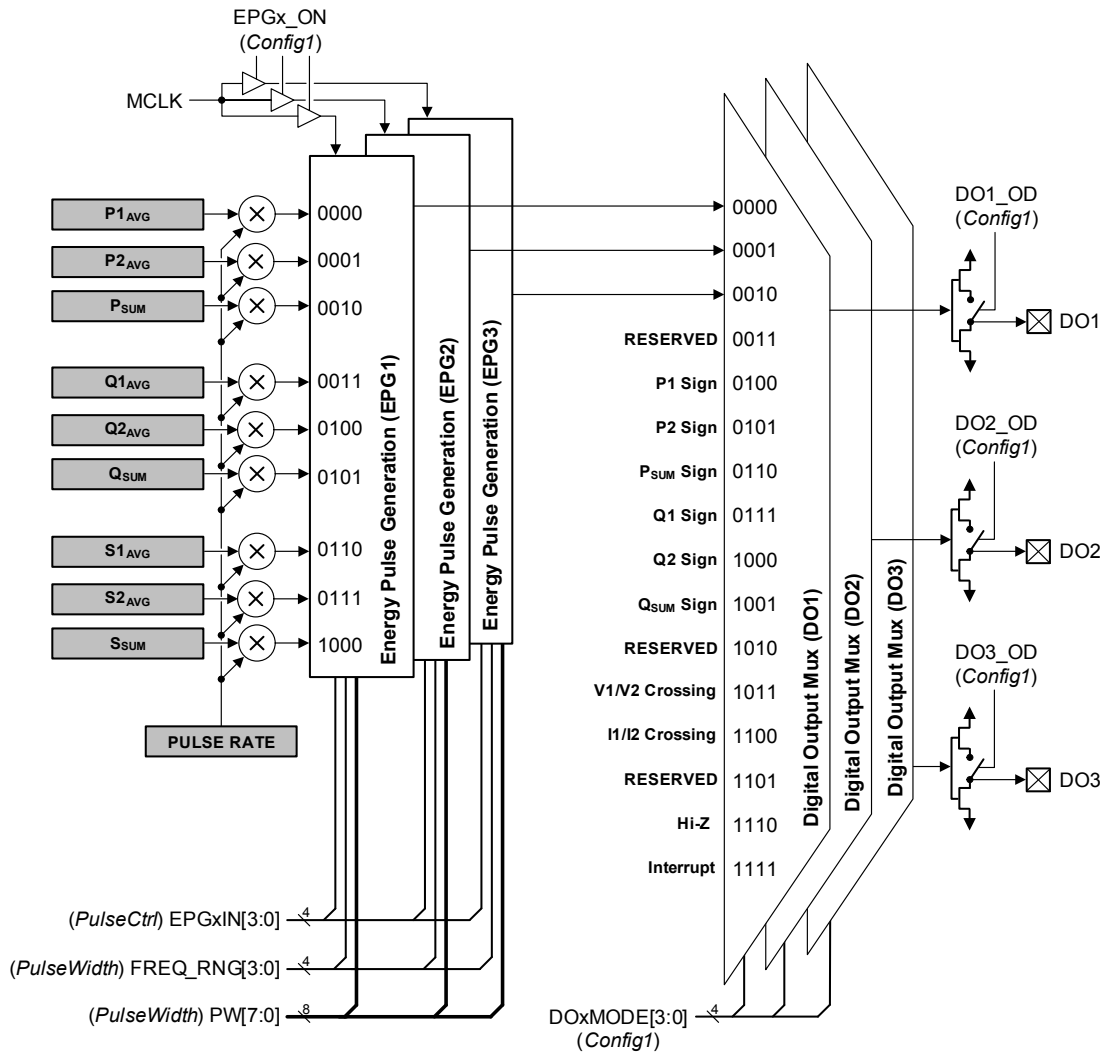 EPGx_ON
(Config1)
MCLK
P1AVG
P2AVG
PSUM
Q1AVG
Q2AVG
QSUM
S1AVG
S2AVG
SSUM
PULSE RATE
0000
0001
0010
0011
0100
0101
0110
0111
1000
Energy Pulse Generation (EPG1)
Energy Pulse Generation (EPG2)
Energy Pulse Generation (EPG3)
(PulseCtrl) EPGxIN[3:0] 4
(PulseWidth) FREQ_RNG[3:0] 4
(PulseWidth) PW[7:0] 8
0000
0001
0010
RESERVED 0011
P1 Sign 0100
P2 Sign 0101
PSUM Sign 0110
Q1 Sign 0111
Q2 Sign 1000
QSUM Sign 1001
RESERVED 1010
V1/V2 Crossing 1011
I1/I2 Crossing 1100
RESERVED 1101
Hi-Z 1110
Interrupt 1111
Digital Output Mux (DO1)
Digital Output Mux (DO2)
Digital Output Mux (DO3)
DOxMODE[3:0] 4
(Config1)
DO1_OD
(Config1)
DO1
DO2_OD
(Config1)
DO2
DO3_OD
(Config1)
DO3